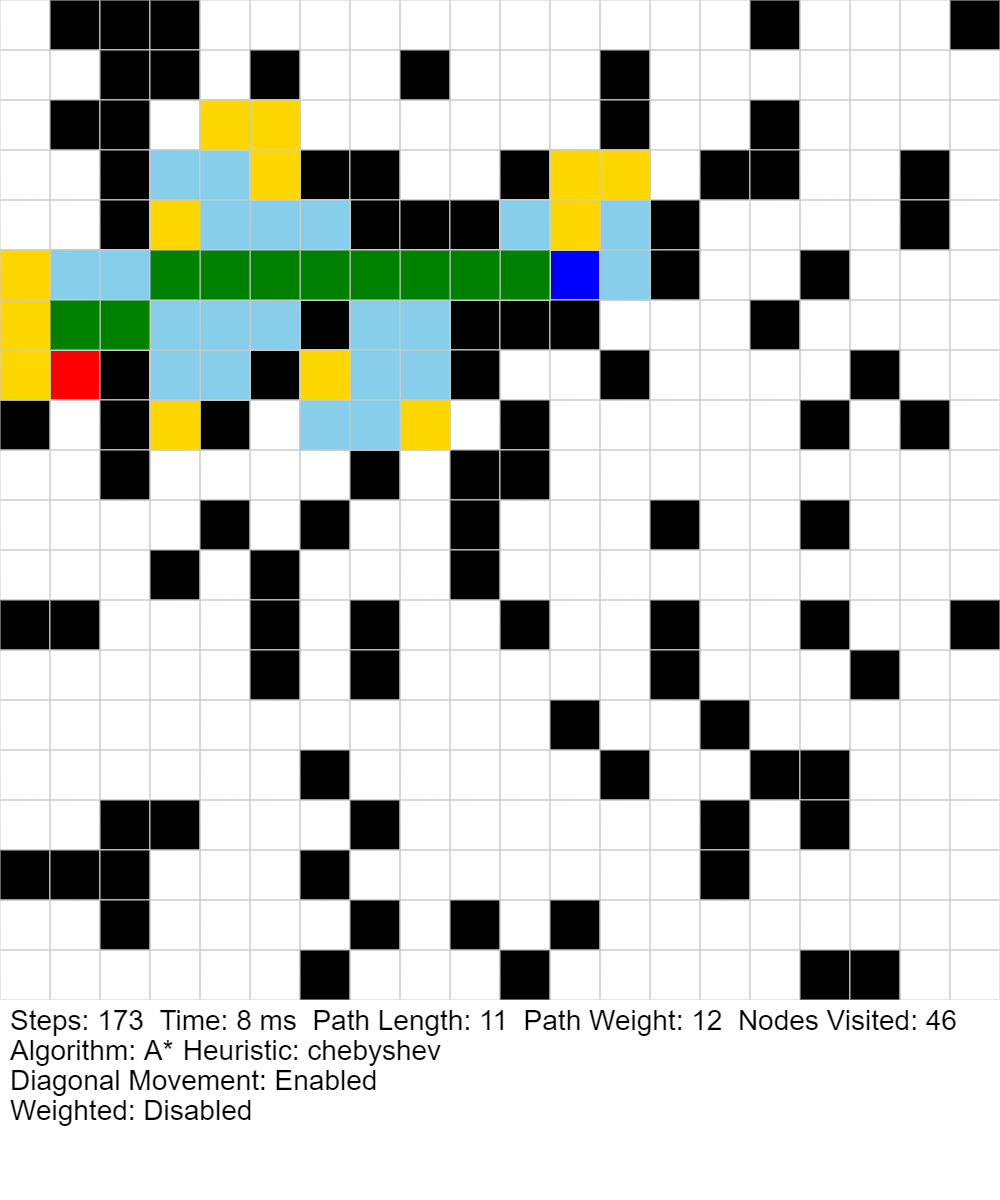 Steps: 173  Time: 8 ms  Path Length: 11  Path Weight: 12  Nodes Visited: 46
Algorithm: A* Heuristic: chebyshev
Diagonal Movement: Enabled
Weighted: Disabled